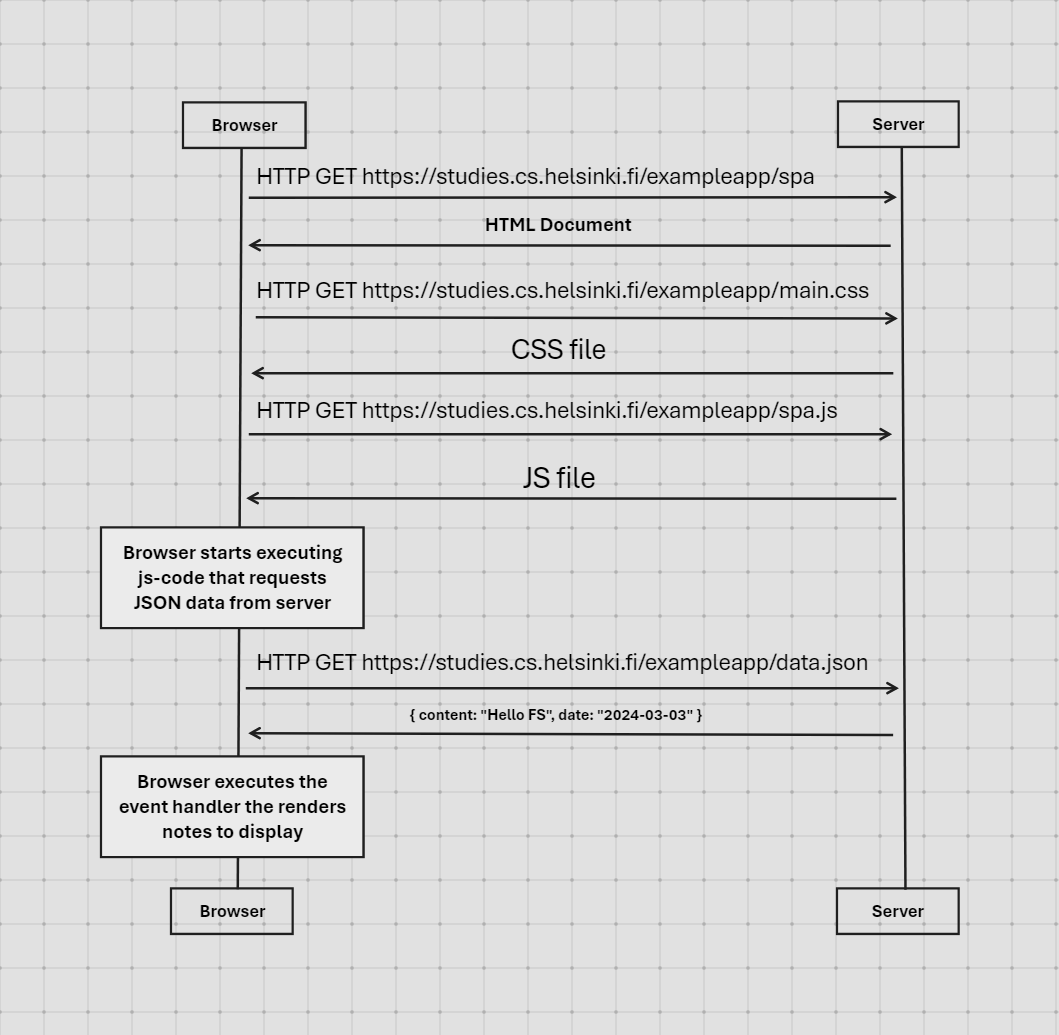 Browser
Server
HTTP GET https://studies.cs.helsinki.fi/exampleapp/spa
HTML Document
HTTP GET https://studies.cs.helsinki.fi/exampleapp/main.css
CSS file
HTTP GET https://studies.cs.helsinki.fi/exampleapp/spa.js
JS file
Browser starts executing
js-code that requests
JSON data from server
HTTP GET https://studies.cs.helsinki.fi/exampleapp/data.json
{ content: "Hello FS", date: "2024-03-03" }
Browser executes the
event handler the renders
notes to display
Browser
Server